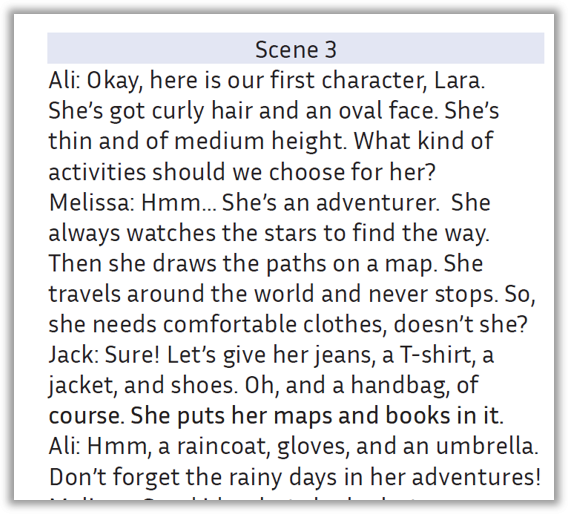 Scene 3
Ali: Okay, here is our first character, Lara.
She’s got curly hair and an oval face. She’s
thin and of medium height. What kind of
activities should we choose for her?
Melissa: Hmm... She’s an adventurer.  She
always watches the stars to find the way.
Then she draws the paths on a map. She
travels around the world and never stops. So,
she needs comfortable clothes, doesn’t she?
Jack: Sure! Let’s give her jeans, a T-shirt, a
jacket, and shoes. Oh, and a handbag, of
course. She puts her maps and books in it.
Ali: Hmm, a raincoat, gloves, and an umbrella.
Don’t forget the rainy days in her adventures!